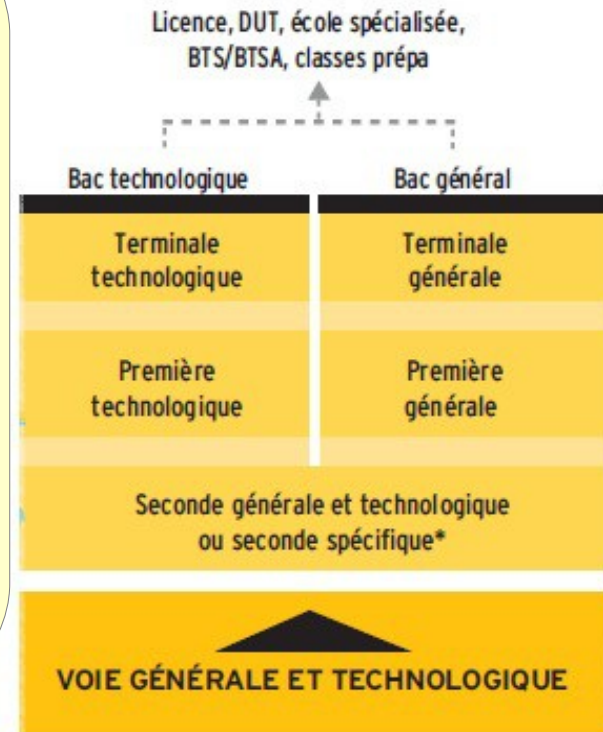 Licence, DUT, école spécialisée,
BTS/BTSA, classes prépa
Bac technologique
Bac général
Terminale
technologique
Terminale
générale
Première
technologique
Première
générale
Seconde générale et technologique
ou seconde spécifique*
VOIE GÉNÉRALE ET TECHNOLOGIQUE